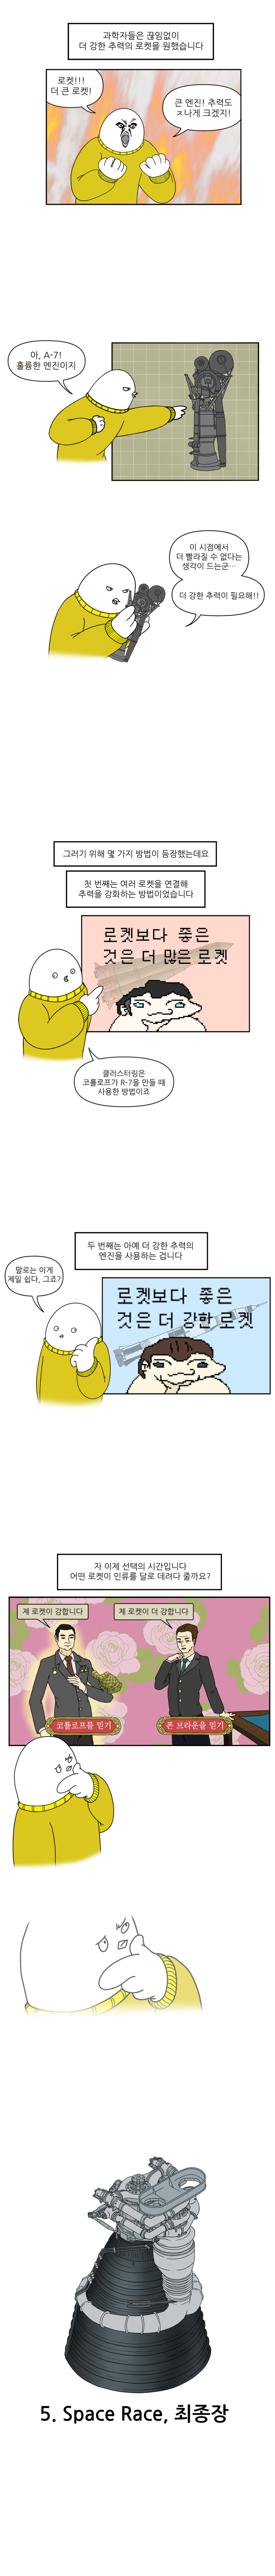 과학자들은 끊임없이
더 강한 추력의 로켓을 원했습니다
로켓!!!
더 큰 로켓!
큰 엔진! 추력도
ㅈ나게 크겠지!
아, A-7!
훌륭한 엔진이지
이 시점에서
더 빨라질 수 없다는
생각이 드는군…
더 강한 추력이 필요해!!
그러기 위해 몇 가지 방법이 등장했는데요
첫 번째는 여러 로켓을 연결해
추력을 강화하는 방법이었습니다
로켓보다 좋은
것은 더 많은 로켓
클러스터링은
코룔로프가 R-7을 만들 때
사용한 방법이죠
두 번째는 아예 더 강한 추력의
엔진을 사용하는 겁니다
말로는 이게
제일 쉽다, 그죠?
로켓보다 좋은
것은 더 강한 로켓
자 이제 선택의 시간입니다
어떤 로켓이 인류를 달로 데려다 줄까요?
제 로켓이 강합니다
제 로켓이 더 강합니다
코룔로프를 믿기
폰 브라운을 믿기
5. Space Race, 최종장